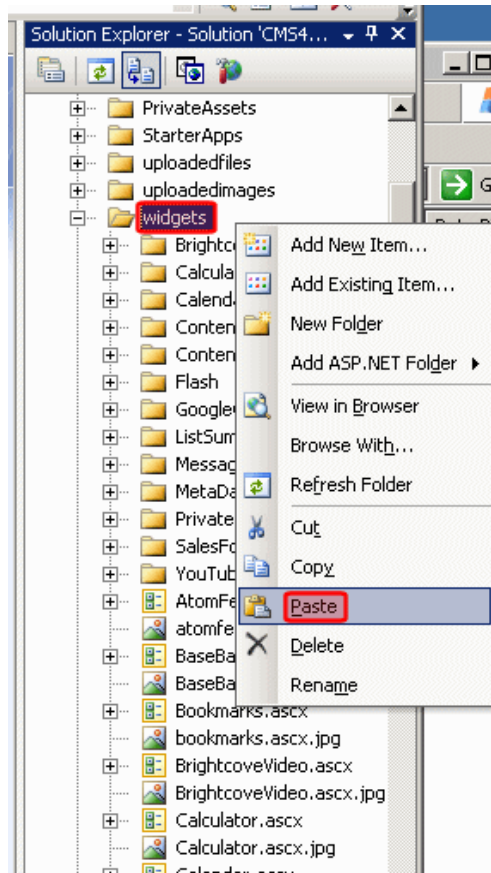 Solution Explorer - Solution 'CMS4...
PrivateAssets
StarterApps
uploadedfiles
uploadedimages
widgets
Add New Item...
Add Existing Item...
New Folder
Add ASP.NET Folder
View in Browser
Browse With...
Refresh Folder
Cut
Copy
Paste
Delete
Rename
Flash
Bookmarks.ascx
bookmarks.ascx.jpg
BrightcoveVideo.ascx
BrightcoveVideo.ascx.jpg
Calculator.ascx
Calculator.ascx.jpg